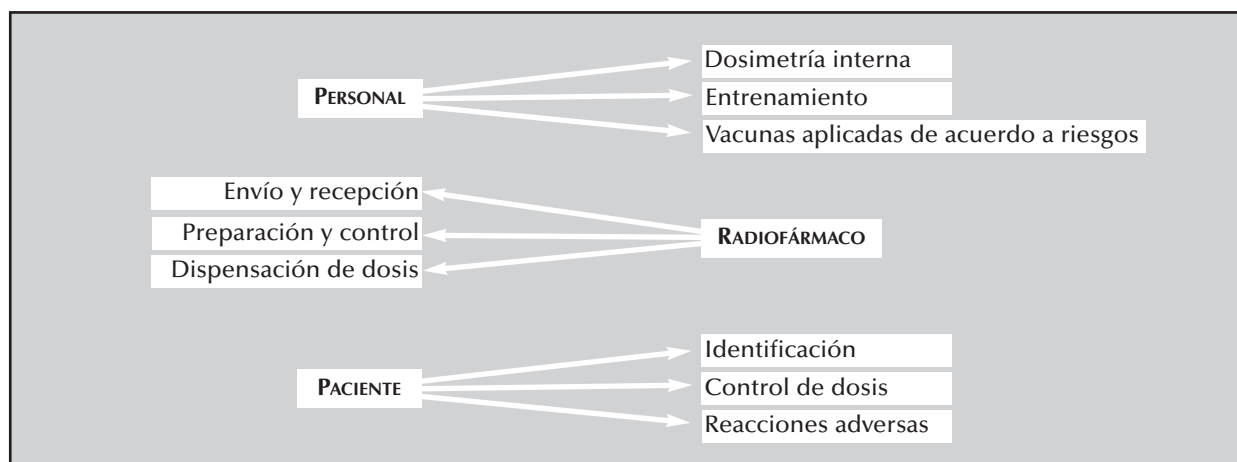 Dosimetría interna
PERSONAL
Entrenamiento
Vacunas aplicadas de acuerdo a riesgos
Envío y recepción
Preparación y control
RADIOFÁRMACO
Dispensación de dosis
Identificación
PACIENTE
Control de dosis
Reacciones adversas